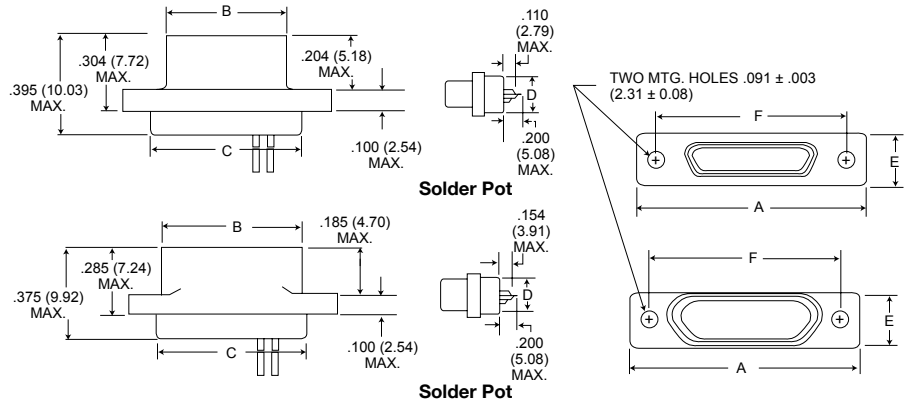 B
.304 (7.72)
MAX.
.395 (10.03)
MAX.
.204 (5.18)
MAX.
.100 (2.54)
MAX.
C
.110
(2.79)
MAX.
D
.200
(5.08)
MAX.
Solder Pot
TWO MTG. HOLES .091 ± .003
(2.31 ± 0.08)
F
E
A
B
.185 (4.70)
MAX.
.285 (7.24)
MAX.
.375 (9.92)
MAX.
.100 (2.54)
MAX.
C
.154
(3.91)
MAX.
D
.200
(5.08)
MAX.
Solder Pot
F
E
A